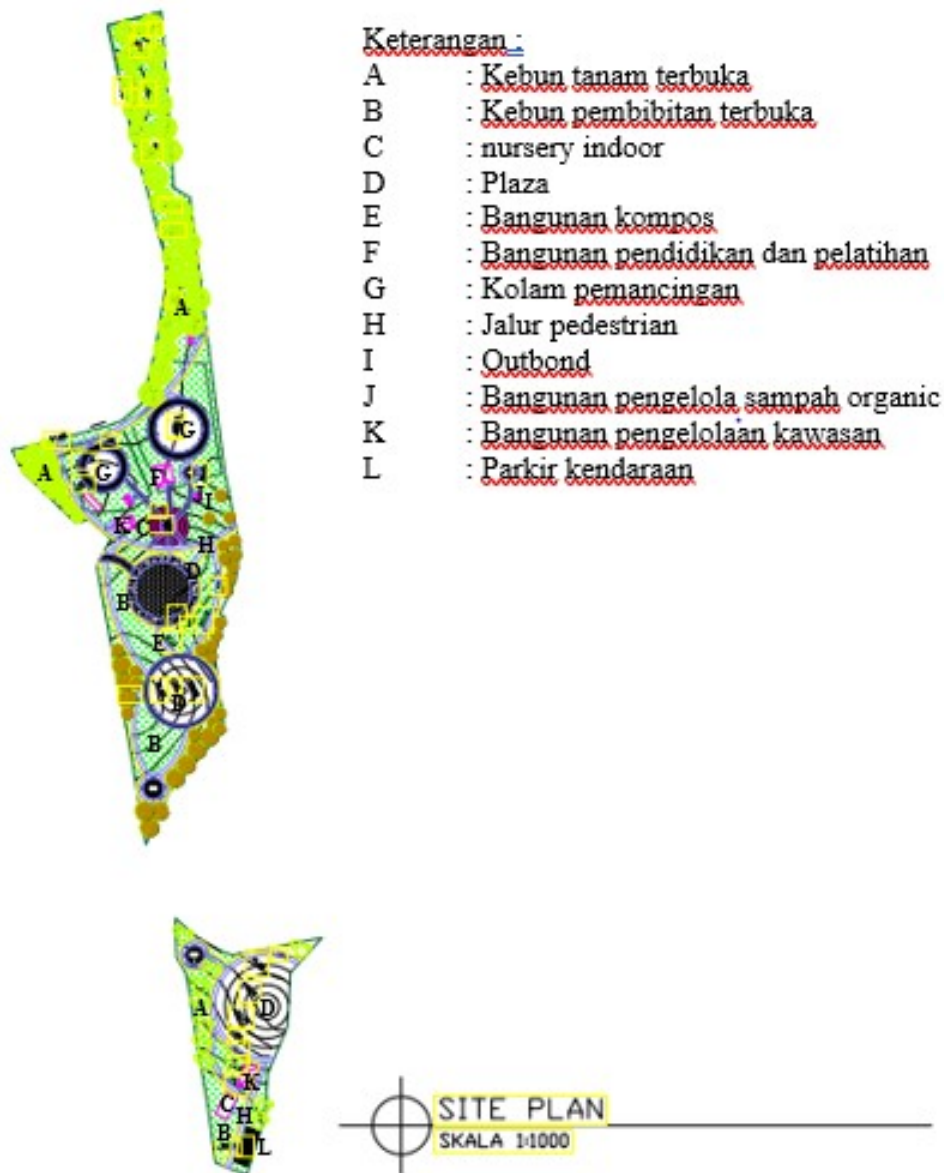 Keterangan :
A : Kebun tanam terbuka
B : Kebun pembibitan terbuka
C : nursery indoor
D : Plaza
E : Bangunan kompos
F : Bangunan pendidikan dan pelatihan
G : Kolam pemancingan
H : Jalur pedestrian
I : Outbond
J : Bangunan pengelola sampah organic
K : Bangunan pengelolaan kawasan
L : Parkir kendaraan
A
G
A
G
F
J
I
K
C
H
D
B
E
D
B
A
D
K
C
H
B
L
SITE PLAN
SKALA 1:1000